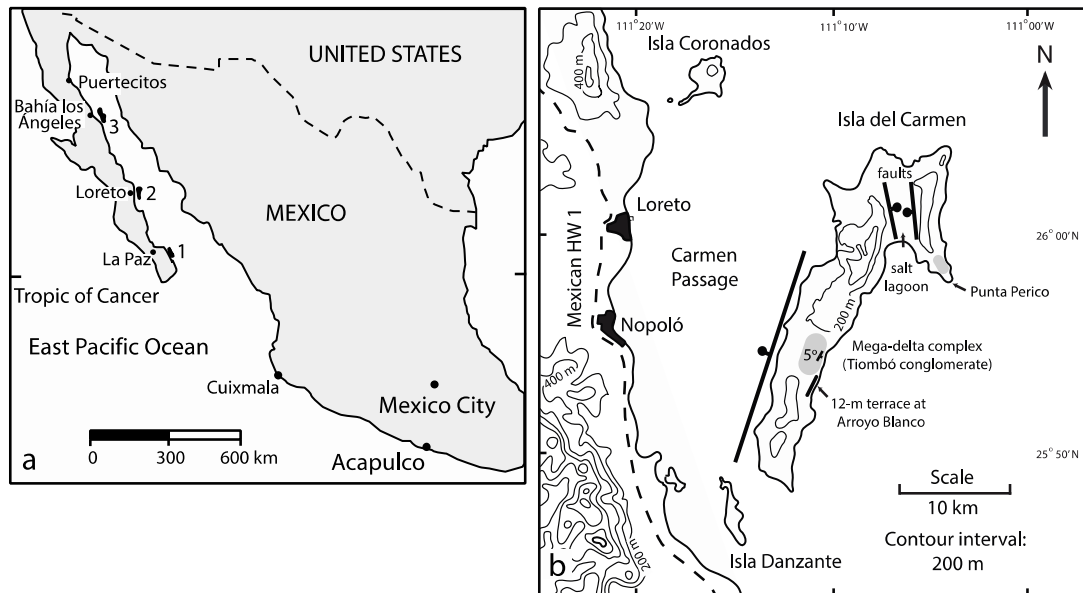 UNITED STATES
Puertecitos
Bahía los
Ángeles
3
Loreto
2
MEXICO
La Paz
1
Tropic of Cancer
East Pacific Ocean
Cuixmala
Mexico City
Acapulco
0 300 600 km
a
111°20'W
111°10'W
111°00'W
400 m
Isla Coronados
N
Isla del Carmen
faults
Loreto
26°00'N
Carmen
Passage
Mexican HW 1
salt
lagoon
Punta Perico
200 m
Nopoló
5°
Mega-delta complex
(Tiombó conglomerate)
400 m
12-m terrace at
Arroyo Blanco
25°50'N
Scale
10 km
200 m
Isla Danzante
Contour interval:
200 m
b